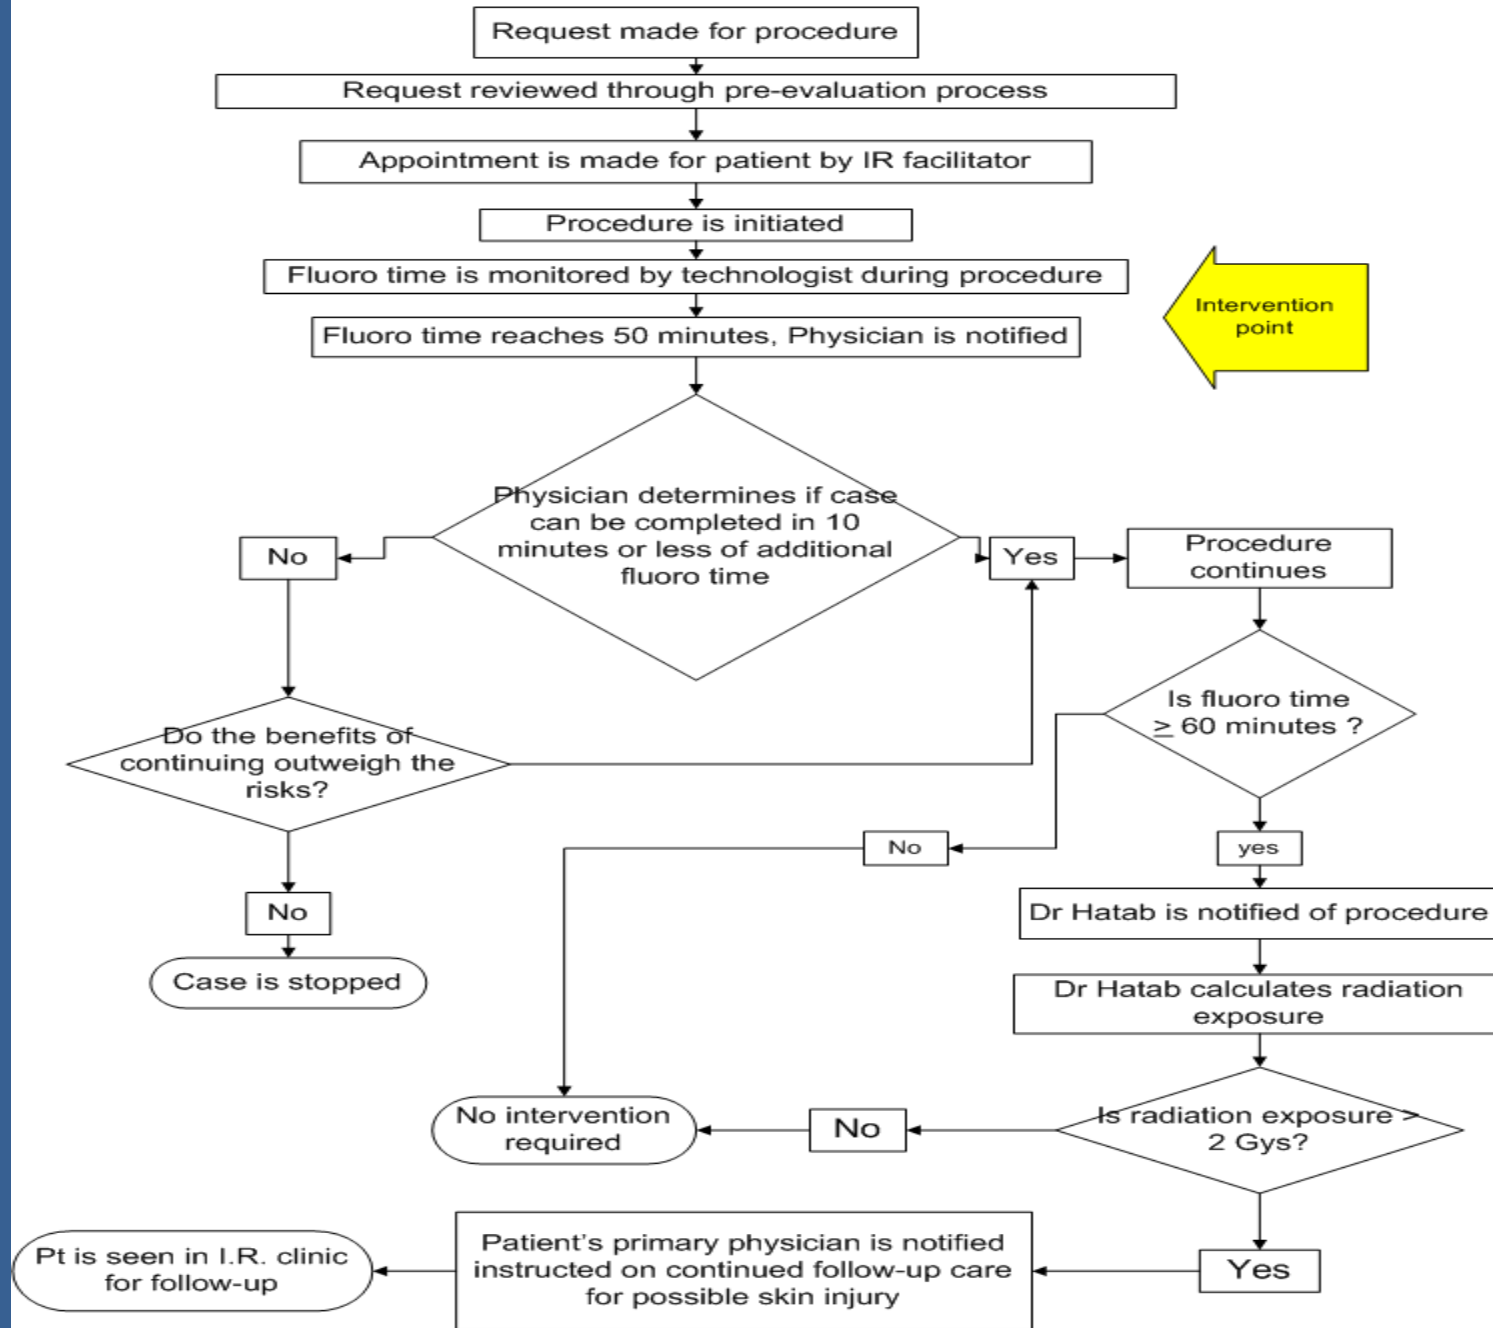 Request made for procedure
Request reviewed through pre-evaluation process
Appointment is made for patient by IR facilitator
Procedure is initiated
Fluoro time is monitored by technologist during procedure
Intervention
point
Fluoro time reaches 50 minutes, Physician is notified
Physician determines if case
can be completed in 10
minutes or less of additional
fluoro time
No
Yes
Procedure
continues
Do the benefits of
continuing outweigh the
risks?
Is fluoro time
≥ 60 minutes ?
No
yes
No
Case is stopped
Dr Hatab is notified of procedure
Dr Hatab calculates radiation
exposure
Is radiation exposure >
2 Gys?
No
No intervention
required
Yes
Patient's primary physician is notified
instructed on continued follow-up care
for possible skin injury
Pt is seen in I.R. clinic
for follow-up